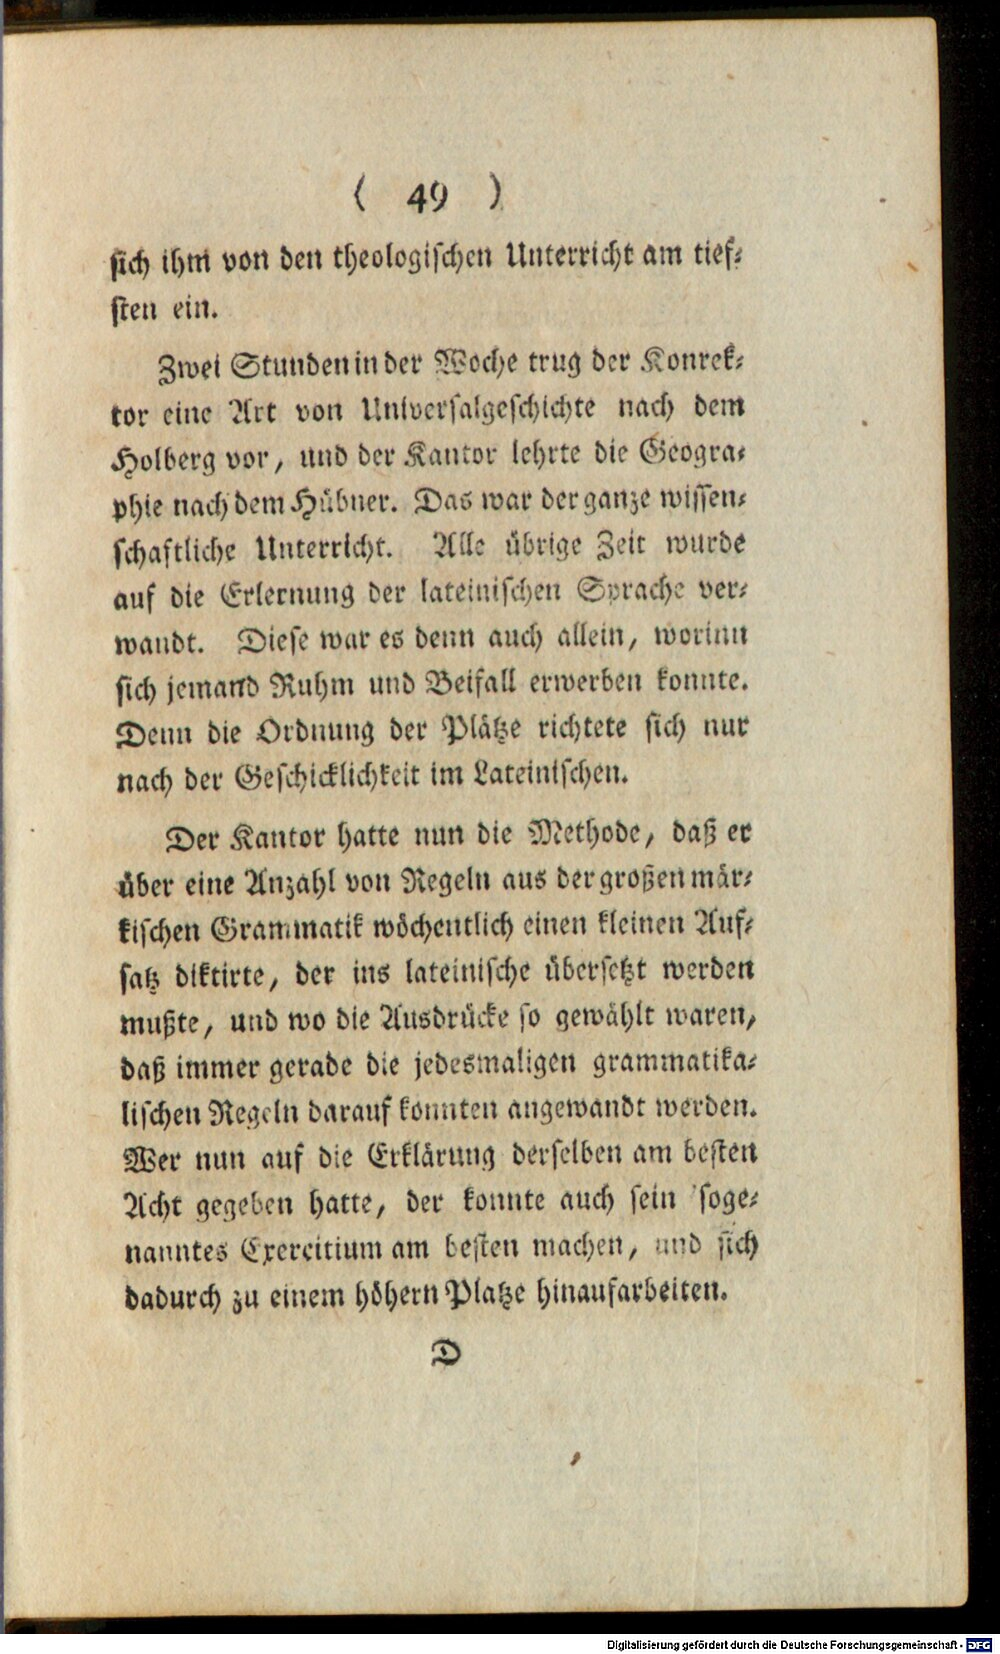 ( 49 )
sich ihm von den theologischen Unterricht am tief-
sten ein.
Zwei Stunden in der Woche trug der Konrek-
tor eine Art von Universalgeschichte nach dem
Holberg vor, und der Kantor lehrte die Geogra-
phie nach dem Hübner. Das war der ganze wissen-
schaftliche Unterricht. Alle übrige Zeit wurde
auf die Erlernung der lateinischen Sprache ver-
wandt. Diese war es denn auch allein, worinn
sich jemand Ruhm und Beifall erwerben konnte.
Denn die Ordnung der Plätze richtete sich nur
nach der Geschicklichkeit im Lateinischen.
Der Kantor hatte nun die Methode, daß er
über eine Anzahl von Regeln aus der großen mär-
kischen Grammatik wöchentlich einen kleinen Auf-
satz diktirte, der ins lateinische übersetzt werden
mußte, und wo die Ausdrücke so gewählt waren,
daß immer gerade die jedesmaligen grammatika-
lischen Regeln darauf konnten angewandt werden.
Wer nun auf die Erklärung derselben am besten
Acht gegeben hatte, der konnte auch sein soge-
nanntes Exercitium am besten machen, und sich
dadurch zu einem höhern Platze hinaufarbeiten.
D
Digitalisierung gefördert durch die Deutsche Forschungsgemeinschaft - DFG